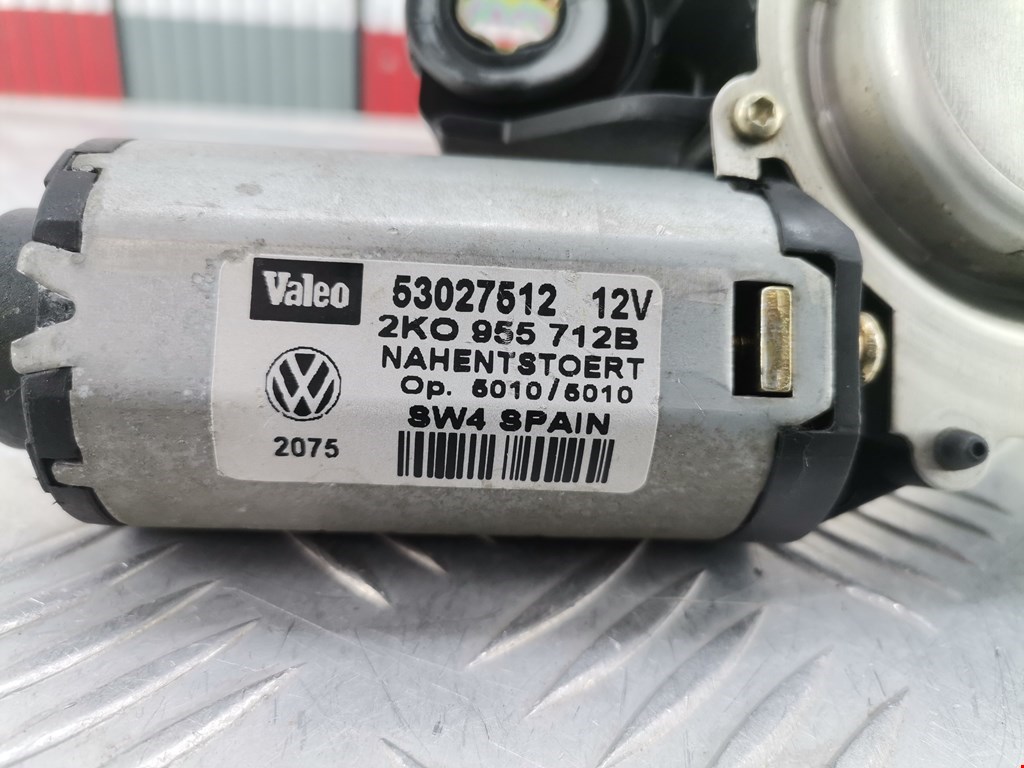 Valeo 53027512 12V
2K0 955 712B
NAHENTSTOERT
Op. 5010/5010
SW4 SPAIN
2075